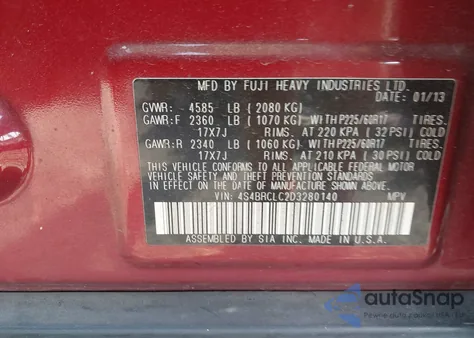 MFD BY FUJI HEAVY INDUSTRIES LTD.
DATE: 01/13
GVWR: 4585 LB (2080 KG)
GAWR:F 2360 LB (1070 KG) WITH P225/60R17 TIRES.
17X7J RIMS. AT 220 KPA (32 PSI) COLD
GAWR:R 2340 LB (1060 KG) WITH P225/60R17 TIRES.
17X7J RIMS. AT 210 KPA (30 PSI) COLD
THIS VEHICLE CONFORMS TO ALL APPLICABLE FEDERAL MOTOR
VEHICLE SAFETY AND THEFT PREVENTION STANDARDS
IN EFFECT ON THE DATE OF MANUFACTURE SHOWN ABOVE.
VIN: 4S4BRCLC2D3280140 MPV
ASSEMBLED BY SIA INC. MADE IN U.S.A.
autoSnap